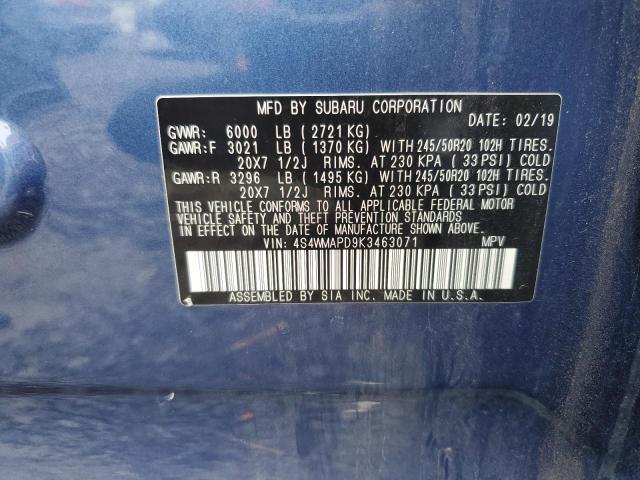 MFD BY SUBARU CORPORATION
DATE: 02/19
GVWR: 6000 LB (2721 KG)
GAWR:F 3021 LB (1370 KG) WITH 245/50R20 102H TIRES.
20X7 1/2J RIMS. AT 230 KPA (33 PSI) COLD
GAWR:R 3296 LB (1495 KG) WITH 245/50R20 102H TIRES.
20X7 1/2J RIMS. AT 230 KPA (33 PSI) COLD
THIS VEHICLE CONFORMS TO ALL APPLICABLE FEDERAL MOTOR
VEHICLE SAFETY AND THEFT PREVENTION STANDARDS
IN EFFECT ON THE DATE OF MANUFACTURE SHOWN ABOVE.
VIN: 4S4WMAPD9K3463071 MPV
ASSEMBLED BY SIA INC. MADE IN U.S.A.